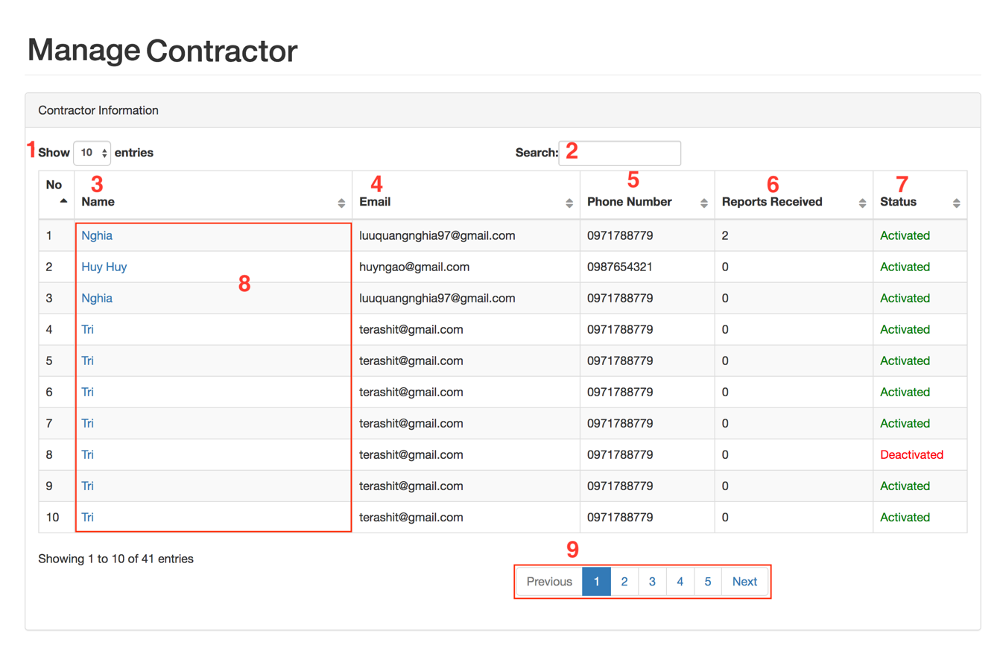 Manage Contractor
Contractor Information
1 Show 10 entries Search: 2
No 3 Name 4 Email 5 Phone Number 6 Reports Received 7 Status
1 Nghia luuquangnghia97@gmail.com 0971788779 2 Activated
2 Huy Huy huyngao@gmail.com 0987654321 0 Activated
8
3 Nghia luuquangnghia97@gmail.com 0971788779 0 Activated
4 Tri terashit@gmail.com 0971788779 0 Activated
5 Tri terashit@gmail.com 0971788779 0 Activated
6 Tri terashit@gmail.com 0971788779 0 Activated
7 Tri terashit@gmail.com 0971788779 0 Activated
8 Tri terashit@gmail.com 0971788779 0 Deactivated
9 Tri terashit@gmail.com 0971788779 0 Activated
10 Tri terashit@gmail.com 0971788779 0 Activated
9
Showing 1 to 10 of 41 entries
Previous 1 2 3 4 5 Next